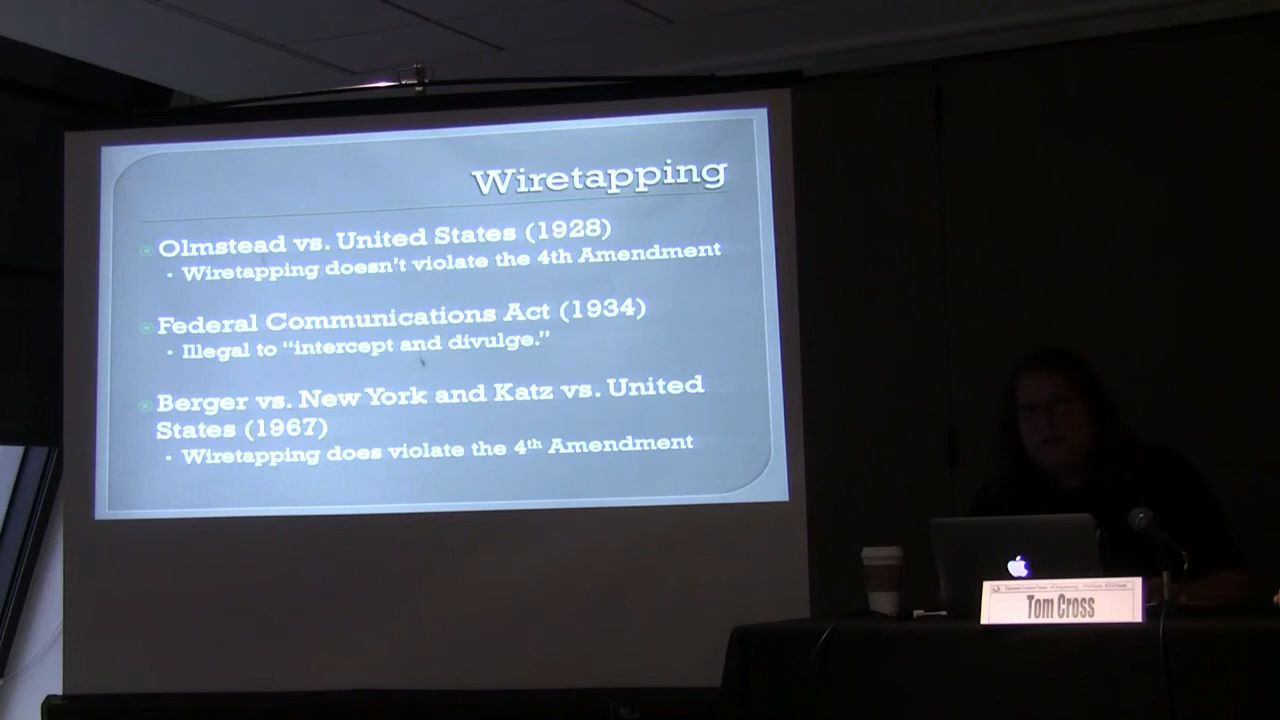 Wiretapping
Olmstead vs. United States (1928)
• Wiretapping doesn't violate the 4th Amendment
Federal Communications Act (1934)
• Illegal to “intercept and divulge.”
Berger vs. New York and Katz vs. United
States (1967)
• Wiretapping does violate the 4th Amendment
Tom Cross